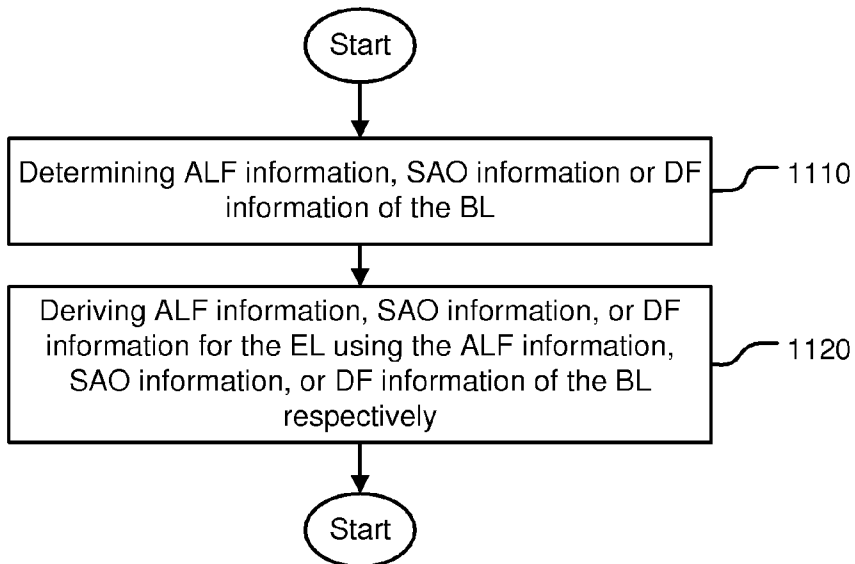 Start
Determining ALF information, SAO information or DF
information of the BL
1110
Deriving ALF information, SAO information, or DF
information for the EL using the ALF information,
SAO information, or DF information of the BL
respectively
1120
Start